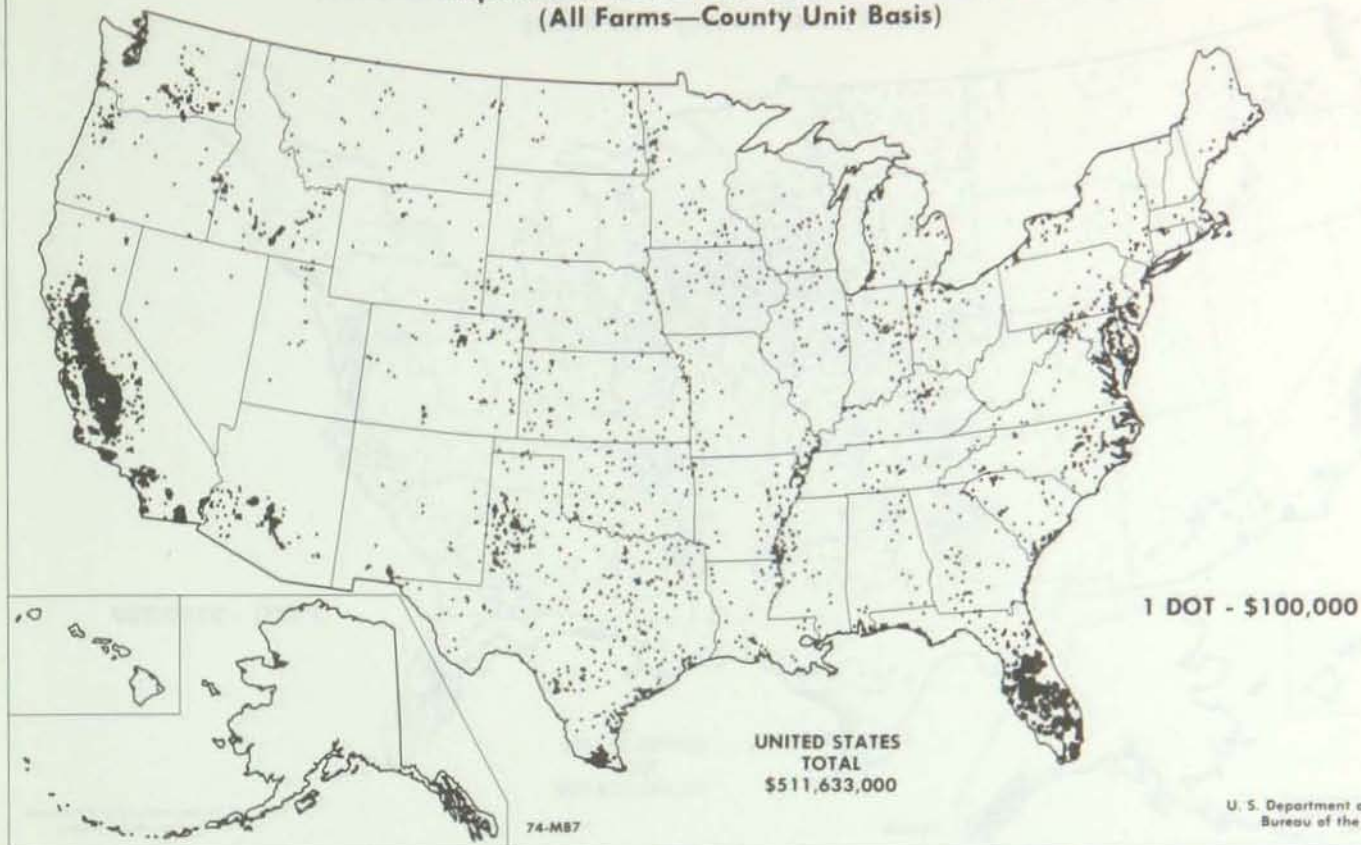 (All Farms—County Unit Basis)
1 DOT - $100,000
UNITED STATES
TOTAL
$511,633,000
74-M87
U. S. Department
Bureau of the